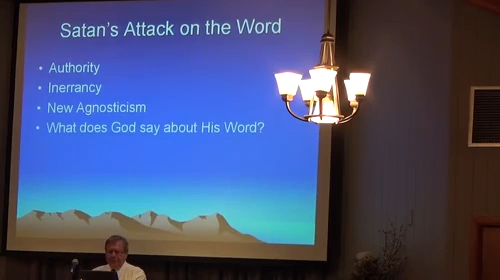 Satan's Attack on the Word
• Authority
• Inerrancy
• New Agnosticism
• What does God say about His Word?